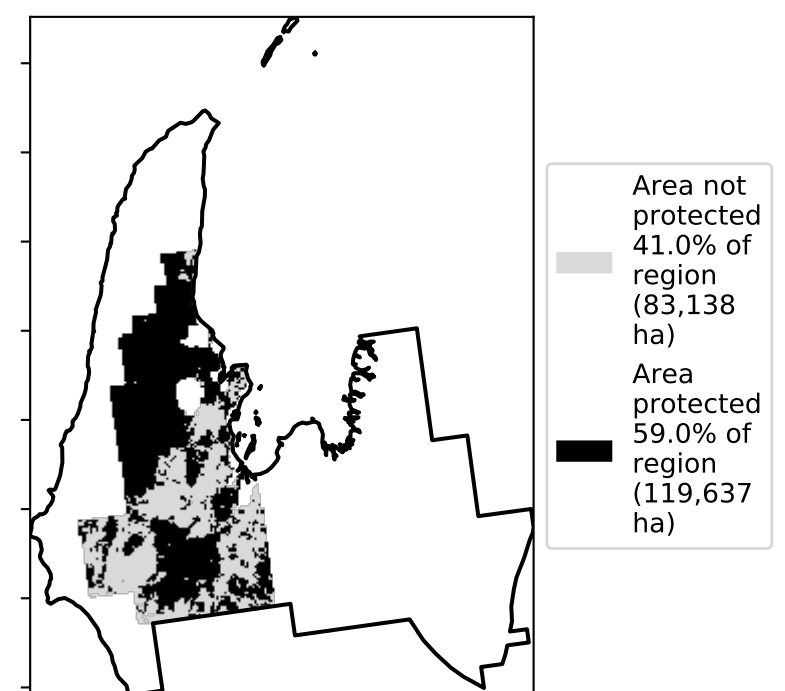 Area not
protected
41.0% of
region
(83,138
ha)
Area
protected
59.0% of
region
(119,637
ha)